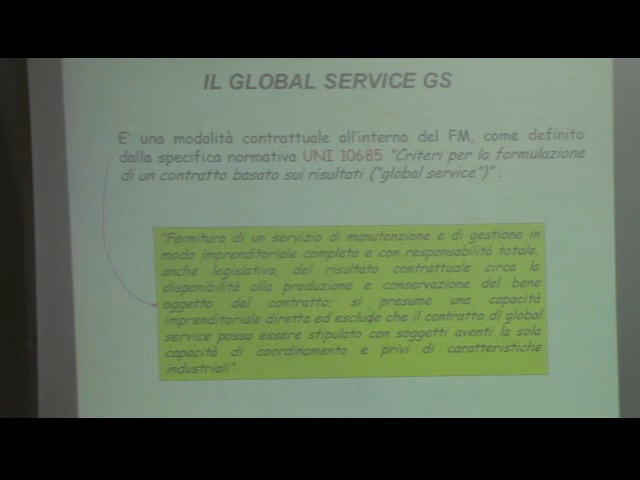 IL GLOBAL SERVICE GS
E' una modalità contrattuale all'interno del FM, come definito
dalla specifica normativa UNI 10685 "Criteri per la formulazione
di un contratto basato sui risultati ("global service")" .
"Fornitura di un servizio di manutenzione e di gestione in
modo imprenditoriale completa e con responsabilità totale,
anche legislativa, del risultato contrattuale circa la
disponibilità alla produzione e conservazione del bene
oggetto del contratto; si presume una capacità
imprenditoriale diretta ed esclude che il contratto di global
service possa essere stipulato con soggetti aventi la sola
capacità di coordinamento e privi di caratteristiche
industriali".